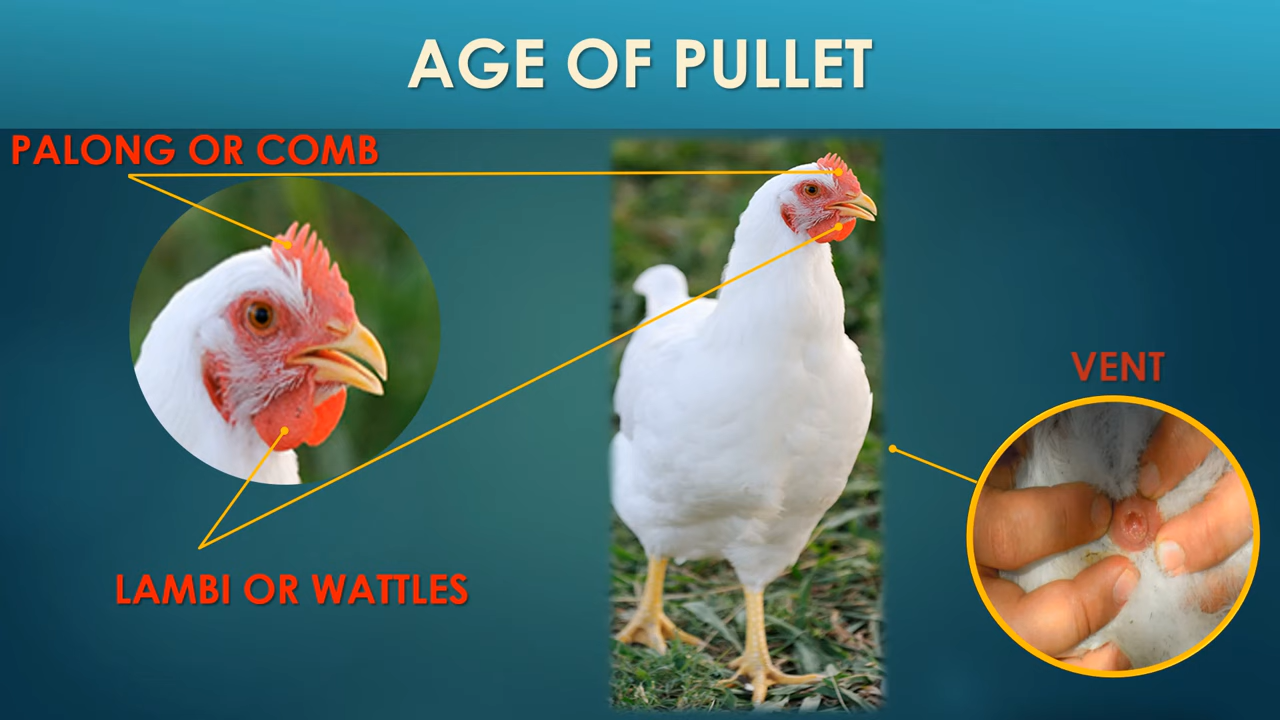 AGE OF PULLET
PALONG OR COMB
VENT
LAMBI OR WATTLES